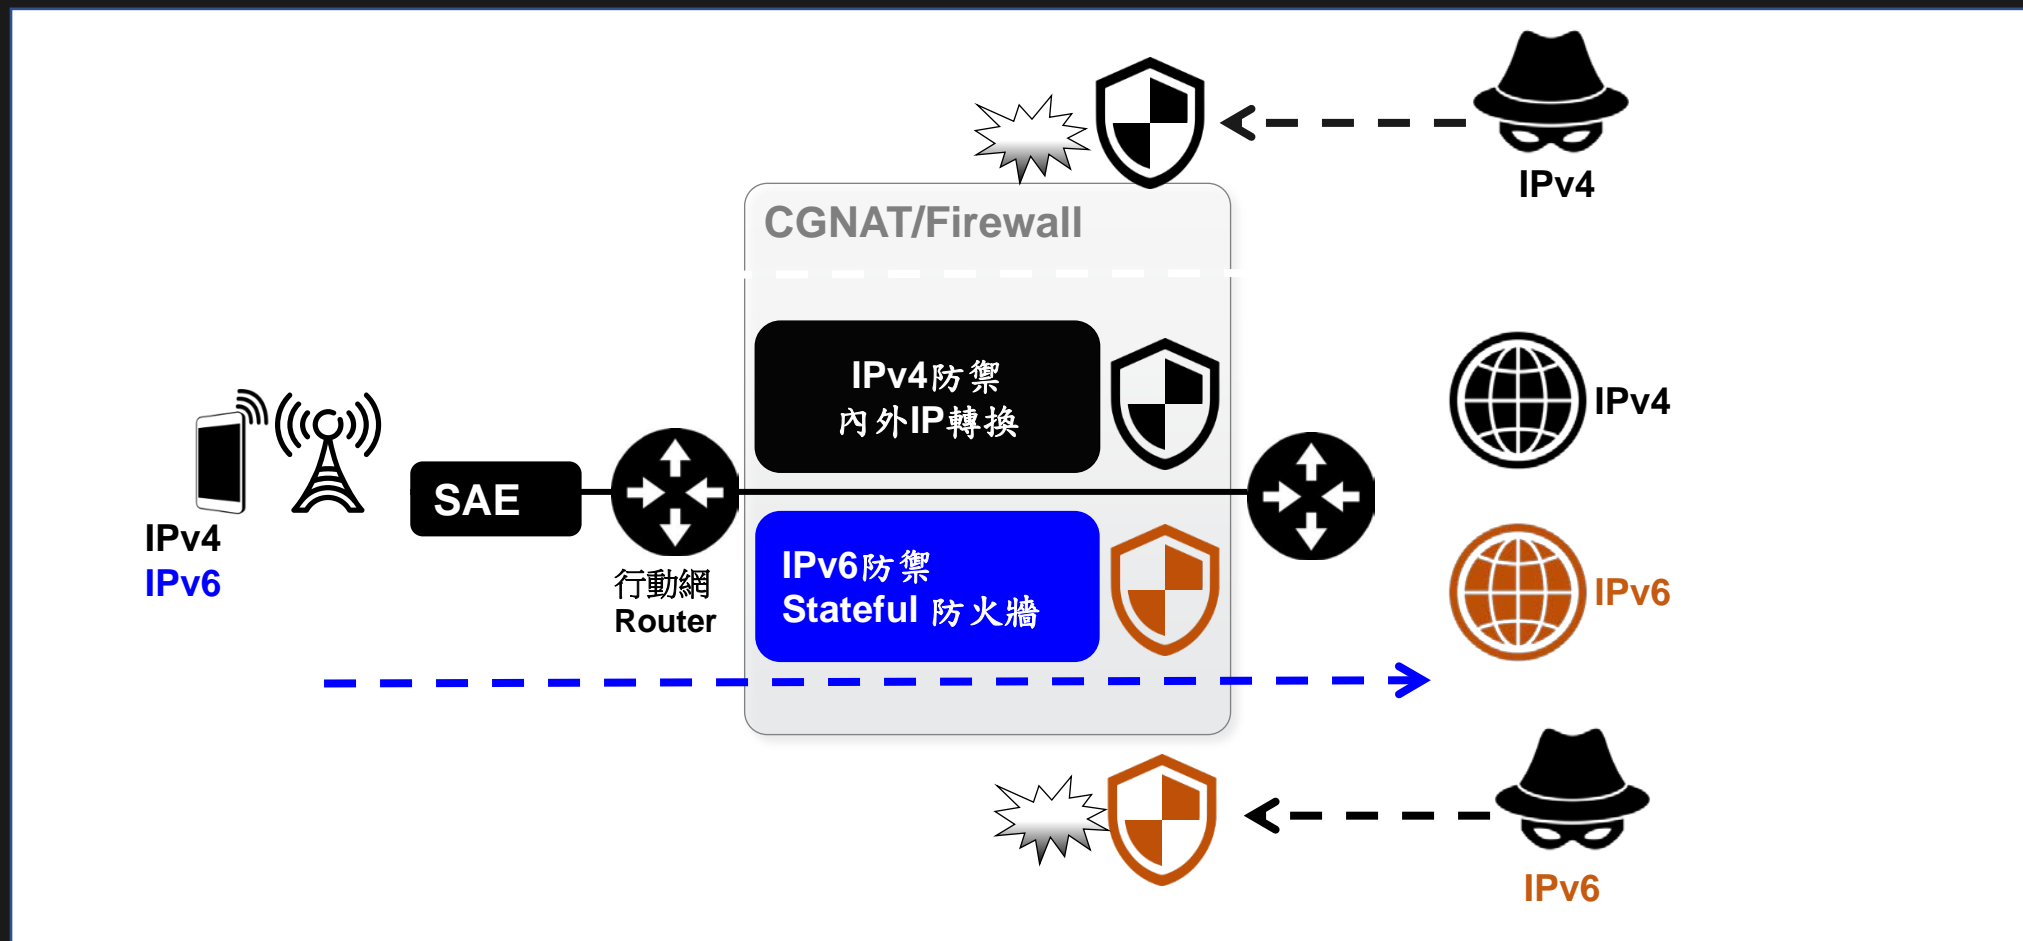 IPv4
CGNAT/Firewall
IPv4防禦
內外IP轉換
IPv4
SAE
IPv4
IPv6
行動網
Router
IPv6防禦
Stateful 防火牆
IPv6
IPv6